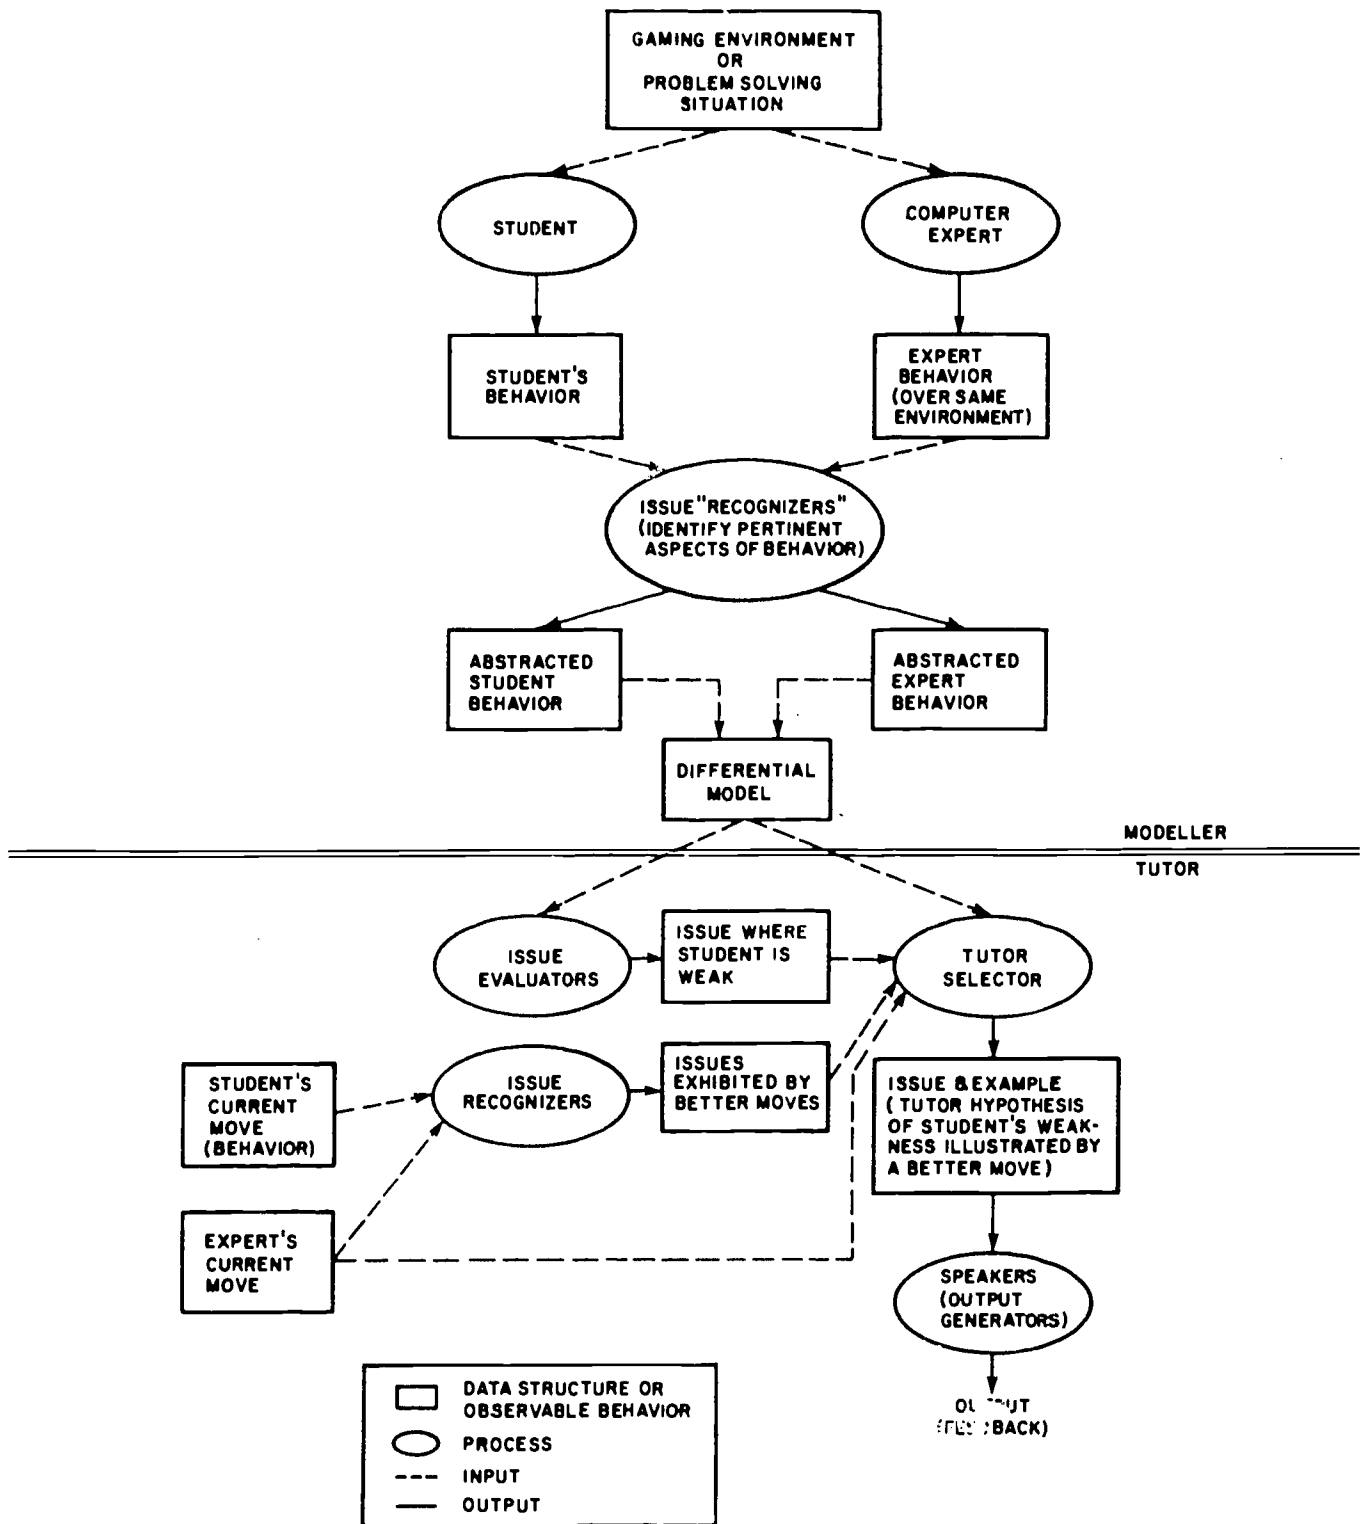 GAMING ENVIRONMENT
OR
PROBLEM SOLVING
SITUATION
STUDENT
COMPUTER
EXPERT
STUDENT'S
BEHAVIOR
EXPERT
BEHAVIOR
(OVER SAME
ENVIRONMENT)
ISSUE "RECOGNIZERS"
(IDENTIFY PERTINENT
ASPECTS OF BEHAVIOR)
ABSTRACTED
STUDENT
BEHAVIOR
ABSTRACTED
EXPERT
BEHAVIOR
DIFFERENTIAL
MODEL
MODELLER
TUTOR
ISSUE
EVALUATORS
ISSUE WHERE
STUDENT IS
WEAK
TUTOR
SELECTOR
STUDENT'S
CURRENT
MOVE
(BEHAVIOR)
ISSUE
RECOGNIZERS
ISSUES
EXHIBITED BY
BETTER MOVES
ISSUE & EXAMPLE
(TUTOR HYPOTHESIS
OF STUDENT'S WEAK-
NESS ILLUSTRATED BY
A BETTER MOVE)
EXPERT'S
CURRENT
MOVE
SPEAKERS
(OUTPUT
GENERATORS)
DATA STRUCTURE OR
OBSERVABLE BEHAVIOR
PROCESS
INPUT
OUTPUT